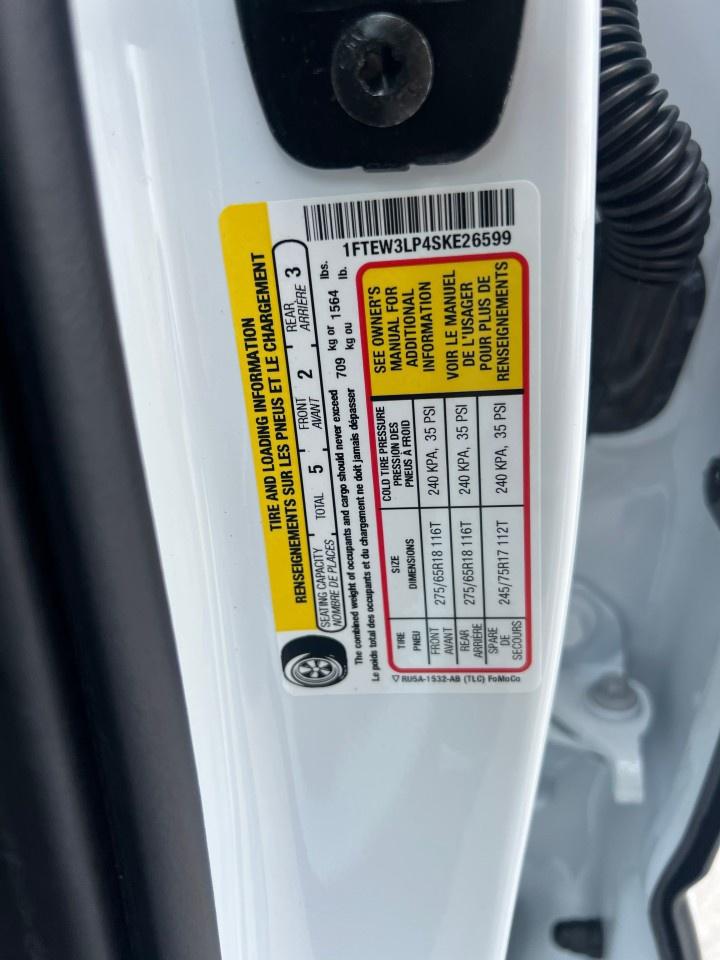 1FTEW3LP4SKE26599
TIRE AND LOADING INFORMATION
RENSEIGNEMENTS SUR LES PNEUS ET LE CHARGEMENT
SEATING CAPACITY
NOMBRE DE PLACES
TOTAL 5
FRONT
AVANT
2
REAR
ARRIÈRE
3
The combined weight of occupants and cargo should never exceed 709 kg or 1564 lbs.
Le poids total des occupants et du chargement ne doit jamais dépasser kg ou lb.
TIRE
PNEU
SIZE
DIMENSIONS
COLD TIRE PRESSURE
PRESSION DES
PNEUS À FROID
FRONT
AVANT
275/65R18 116T
240 KPA, 35 PSI
REAR
ARRIÈRE
275/65R18 116T
240 KPA, 35 PSI
SPARE
DE
SECOURS
245/75R17 112T
240 KPA, 35 PSI
SEE OWNER'S
MANUAL FOR
ADDITIONAL
INFORMATION
VOIR LE MANUEL
DE L'USAGER
POUR PLUS DE
RENSEIGNEMENTS
▽ RU5A-1532-AB (TLC) FoMoCo